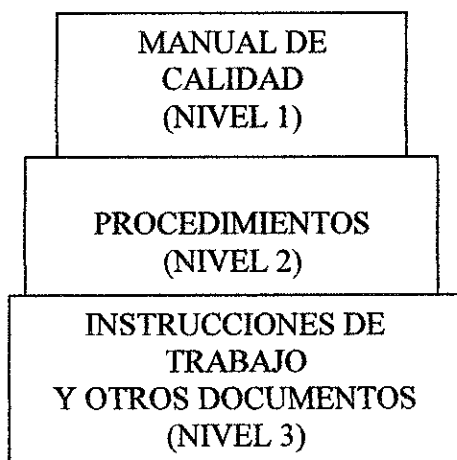 MANUAL DE
CALIDAD
(NIVEL 1)
PROCEDIMIENTOS
(NIVEL 2)
INSTRUCCIONES DE
TRABAJO
Y OTROS DOCUMENTOS
(NIVEL 3)